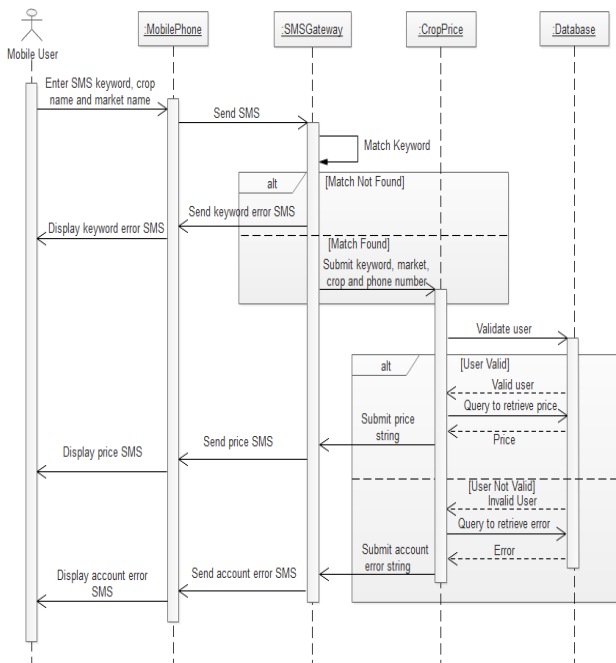 :MobilePhone
:SMSGateway
:CropPrice
:Database
Mobile User
Enter SMS keyword, crop
name and market name
Send SMS
Match Keyword
alt
[Match Not Found]
Send keyword error SMS
Display keyword error SMS
[Match Found]
Submit keyword, market,
crop and phone number
Validate user
alt
[User Valid]
Valid user
Query to retrieve price
Submit price
string
Price
Send price SMS
Display price SMS
[User Not Valid]
Invalid User
Query to retrieve error
Submit account
error string
Error
Send account error SMS
Display account error
SMS